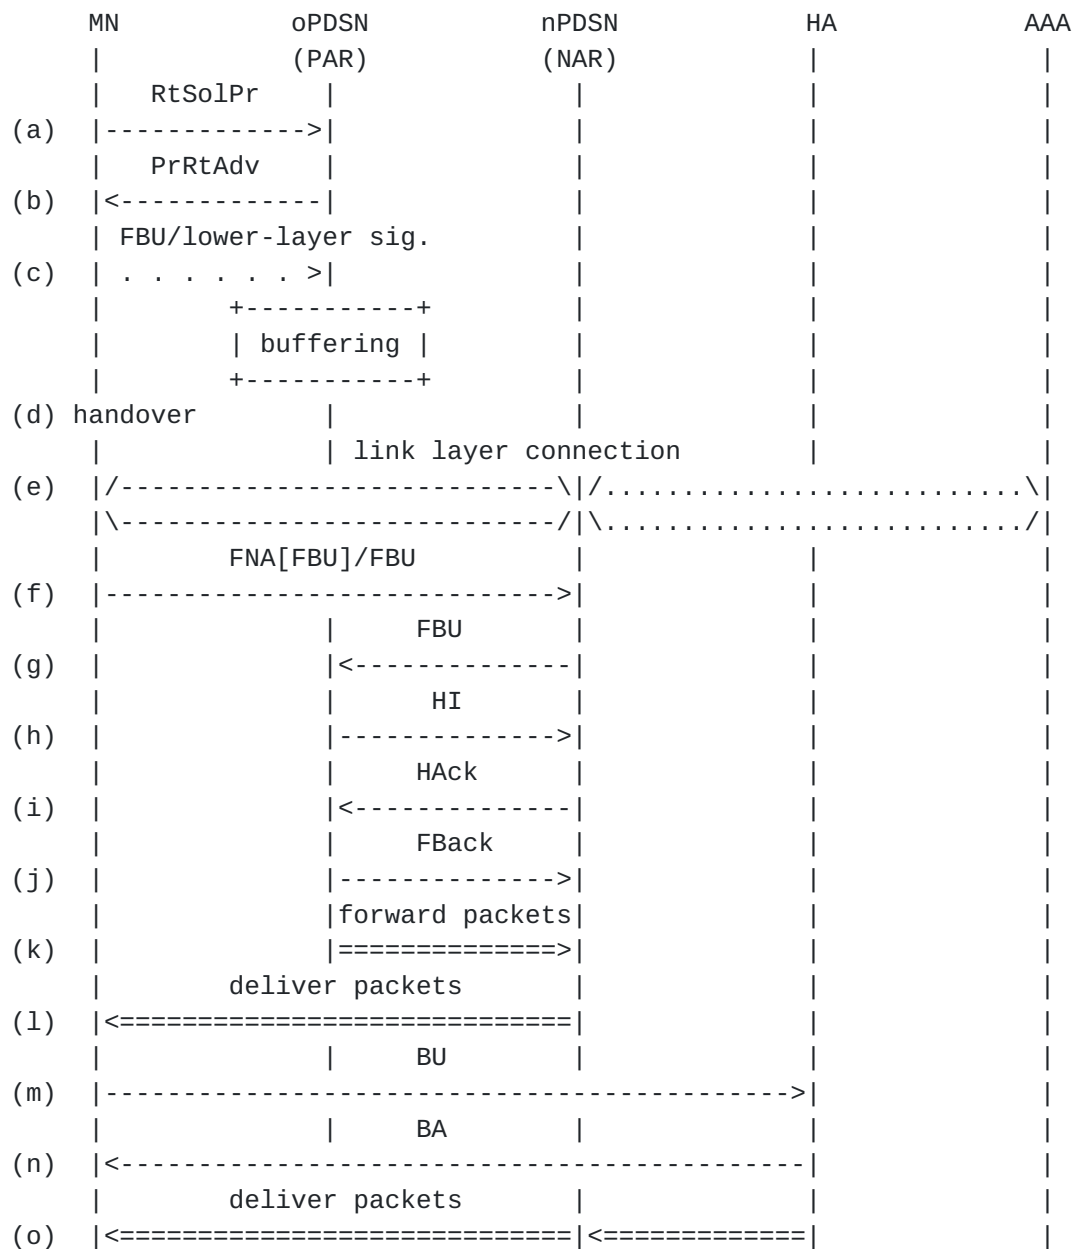 MN           oPDSN           nPDSN            HA            AAA
      |            (PAR)           (NAR)            |              |
      |   RtSolPr    |               |              |              |
(a)   |------------->|               |              |              |
      |   PrRtAdv    |               |              |              |
(b)   |<-------------|               |              |              |
      | FBU/lower-layer sig.         |              |              |
(c)   | . . . . . . >|               |              |              |
      |        +-----------+         |              |              |
      |        | buffering |         |              |              |
      |        +-----------+         |              |              |
(d) handover         |               |              |              |
      |              | link layer connection        |              |
(e)   |/----------------------------\|/...........................\|
      |\----------------------------/|\.........................../|
      |        FNA[FBU]/FBU          |              |              |
(f)   |----------------------------->|              |              |
      |              |     FBU       |              |              |
(g)   |              |<--------------|              |              |
      |              |      HI       |              |              |
(h)   |              |-------------->|              |              |
      |              |     HAck      |              |              |
(i)   |              |<--------------|              |              |
      |              |     FBack     |              |              |
(j)   |              |-------------->|              |              |
      |              |forward packets|              |              |
(k)   |              |==============>|              |              |
      |        deliver packets       |              |              |
(l)   |<=============================|              |              |
      |              |     BU        |              |              |
(m)   |-------------------------------------------->|              |
      |              |     BA        |              |              |
(n)   |<--------------------------------------------|              |
      |        deliver packets       |              |              |
(o)   |<=============================|<=============|              |